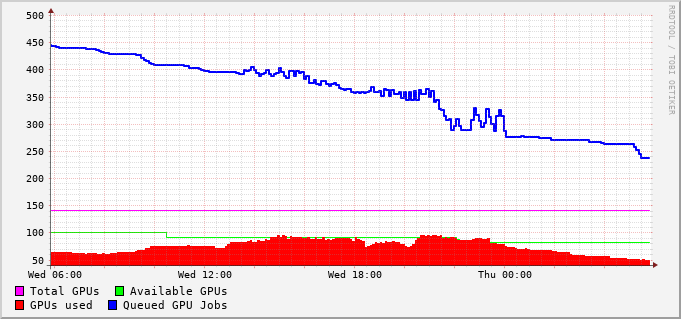 RRDTOOL / TOBI OETIKER
500
450
400
350
300
250
200
150
100
50
Wed 06:00 Wed 12:00 Wed 18:00 Thu 00:00
Total GPUs Available GPUs
GPUs used Queued GPU Jobs